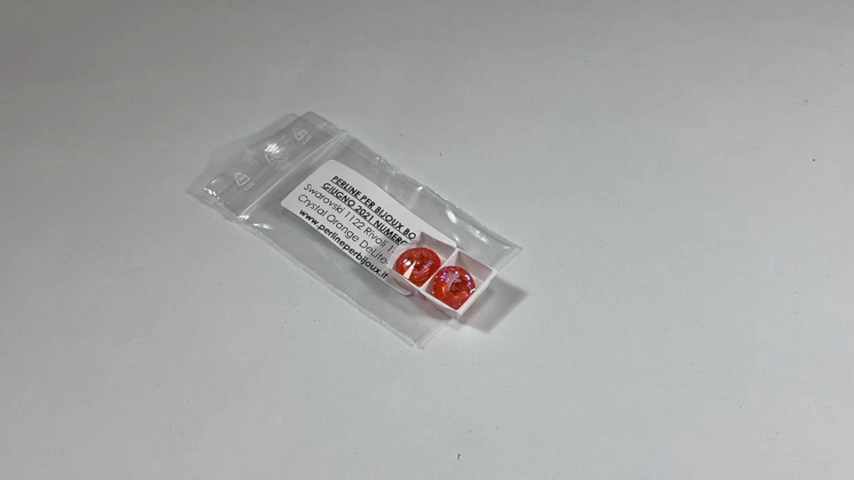 PERLINE PER BIJOUX BO
GIUGNO 2021 NUMERO
Swarovski 1122 Rivoli 1
Crystal Orange DeLite
www.perlineperbijoux.it